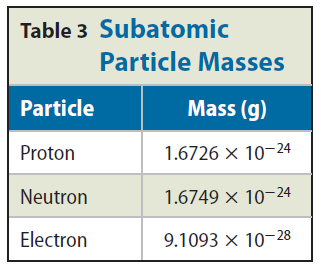 Table 3 Subatomic
Particle Masses
Particle Mass (g)
Proton 1.6726 × 10⁻²⁴
Neutron 1.6749 × 10⁻²⁴
Electron 9.1093 × 10⁻²⁸